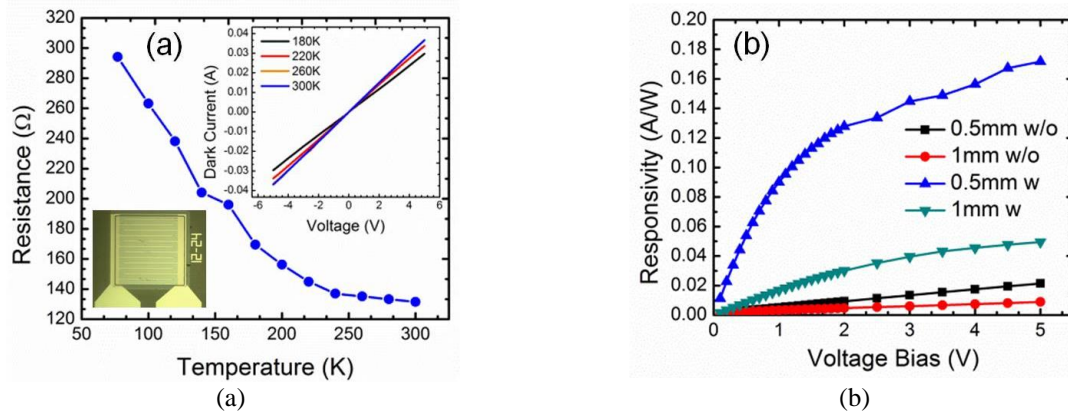 (a)
Resistance (Ω)
320
300
280
260
240
220
200
180
160
140
120
50
100
150
200
250
300
Temperature (K)
Dark Current (A)
0.04
0.03
0.02
0.01
0.00
-0.01
-0.02
-0.03
-0.04
-6
-4
-2
0
2
4
6
Voltage (V)
180K
220K
260K
300K
12-24
(a)
(b)
Responsivity (A/W)
0.20
0.18
0.16
0.14
0.12
0.10
0.08
0.06
0.04
0.02
0.00
0
1
2
3
4
5
Voltage Bias (V)
0.5mm w/o
1mm w/o
0.5mm w
1mm w
(b)